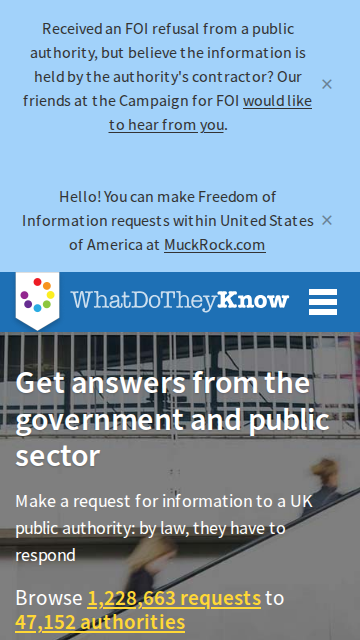 Received an FOI refusal from a public
authority, but believe the information is
held by the authority's contractor? Our
friends at the Campaign for FOI would like
to hear from you.
×
Hello! You can make Freedom of
Information requests within United States
of America at MuckRock.com
×
WhatDoTheyKnow
Get answers from the
government and public
sector
Make a request for information to a UK
public authority: by law, they have to
respond
Browse 1,228,663 requests to
47,152 authorities